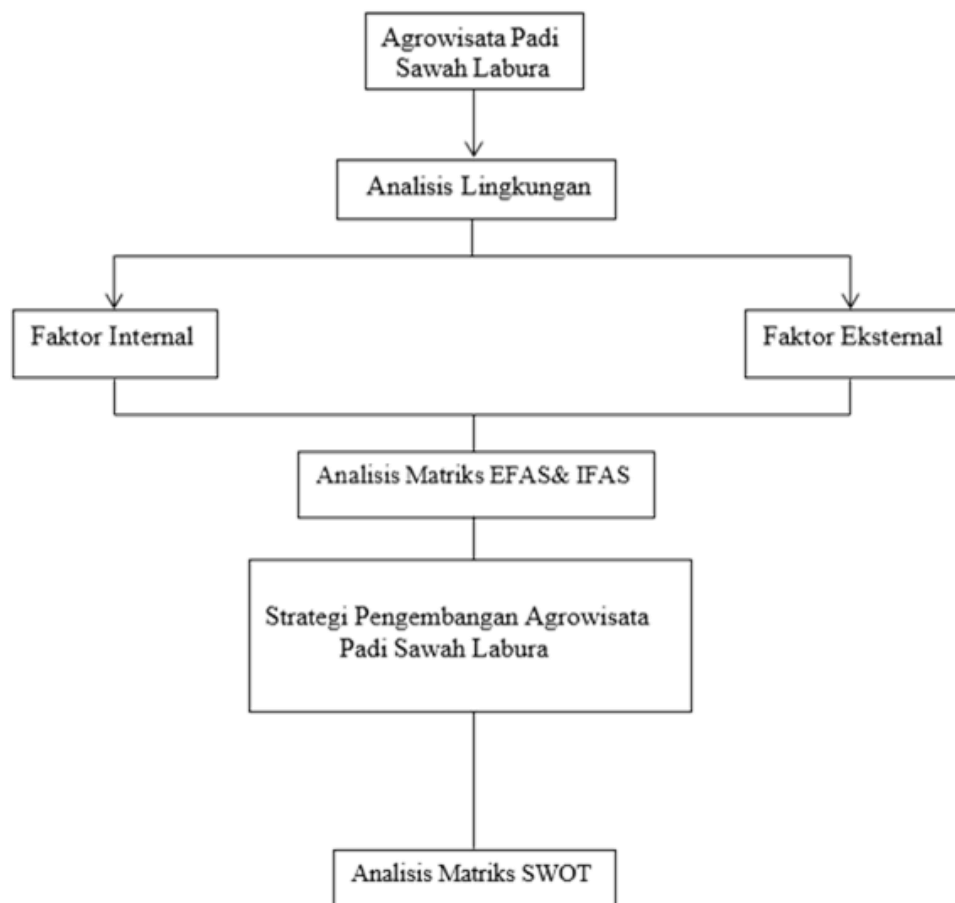 Agrowisata Padi
Sawah Labura
Analisis Lingkungan
Faktor Internal
Faktor Eksternal
Analisis Matriks EFAS& IFAS
Strategi Pengembangan Agrowisata
Padi Sawah Labura
Analisis Matriks SWOT